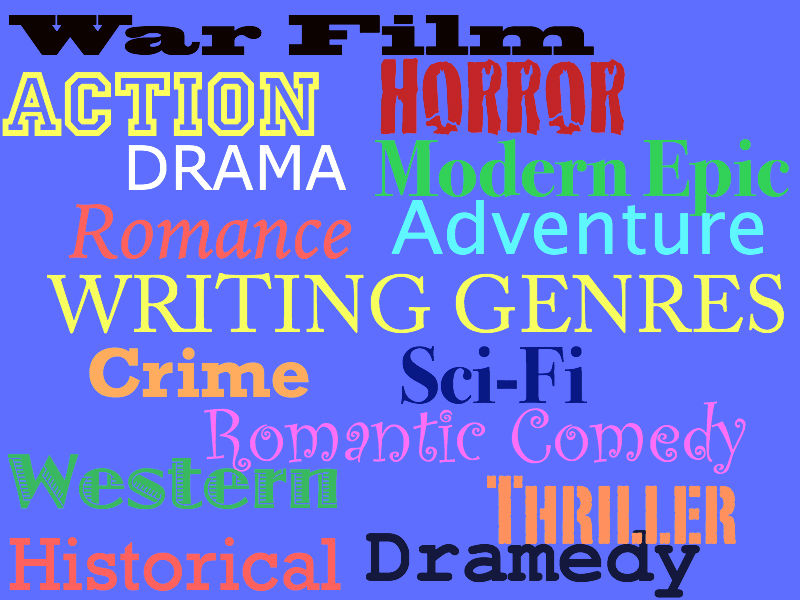 War Film
ACTION
HORROR
DRAMA
Modern Epic
Romance
Adventure
WRITING GENRES
Crime
Sci-Fi
Romantic Comedy
Western
THRILLER
Historical
Dramedy